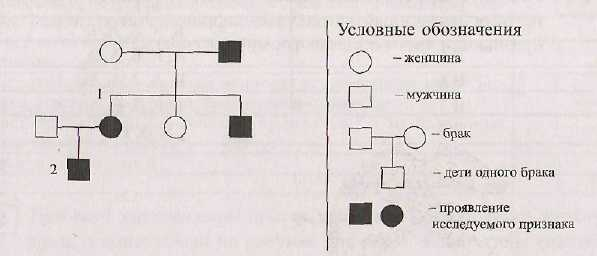 1
2
Условные обозначения
– женщина
– мужчина
– брак
– дети одного брака
– проявление
исследуемого признака